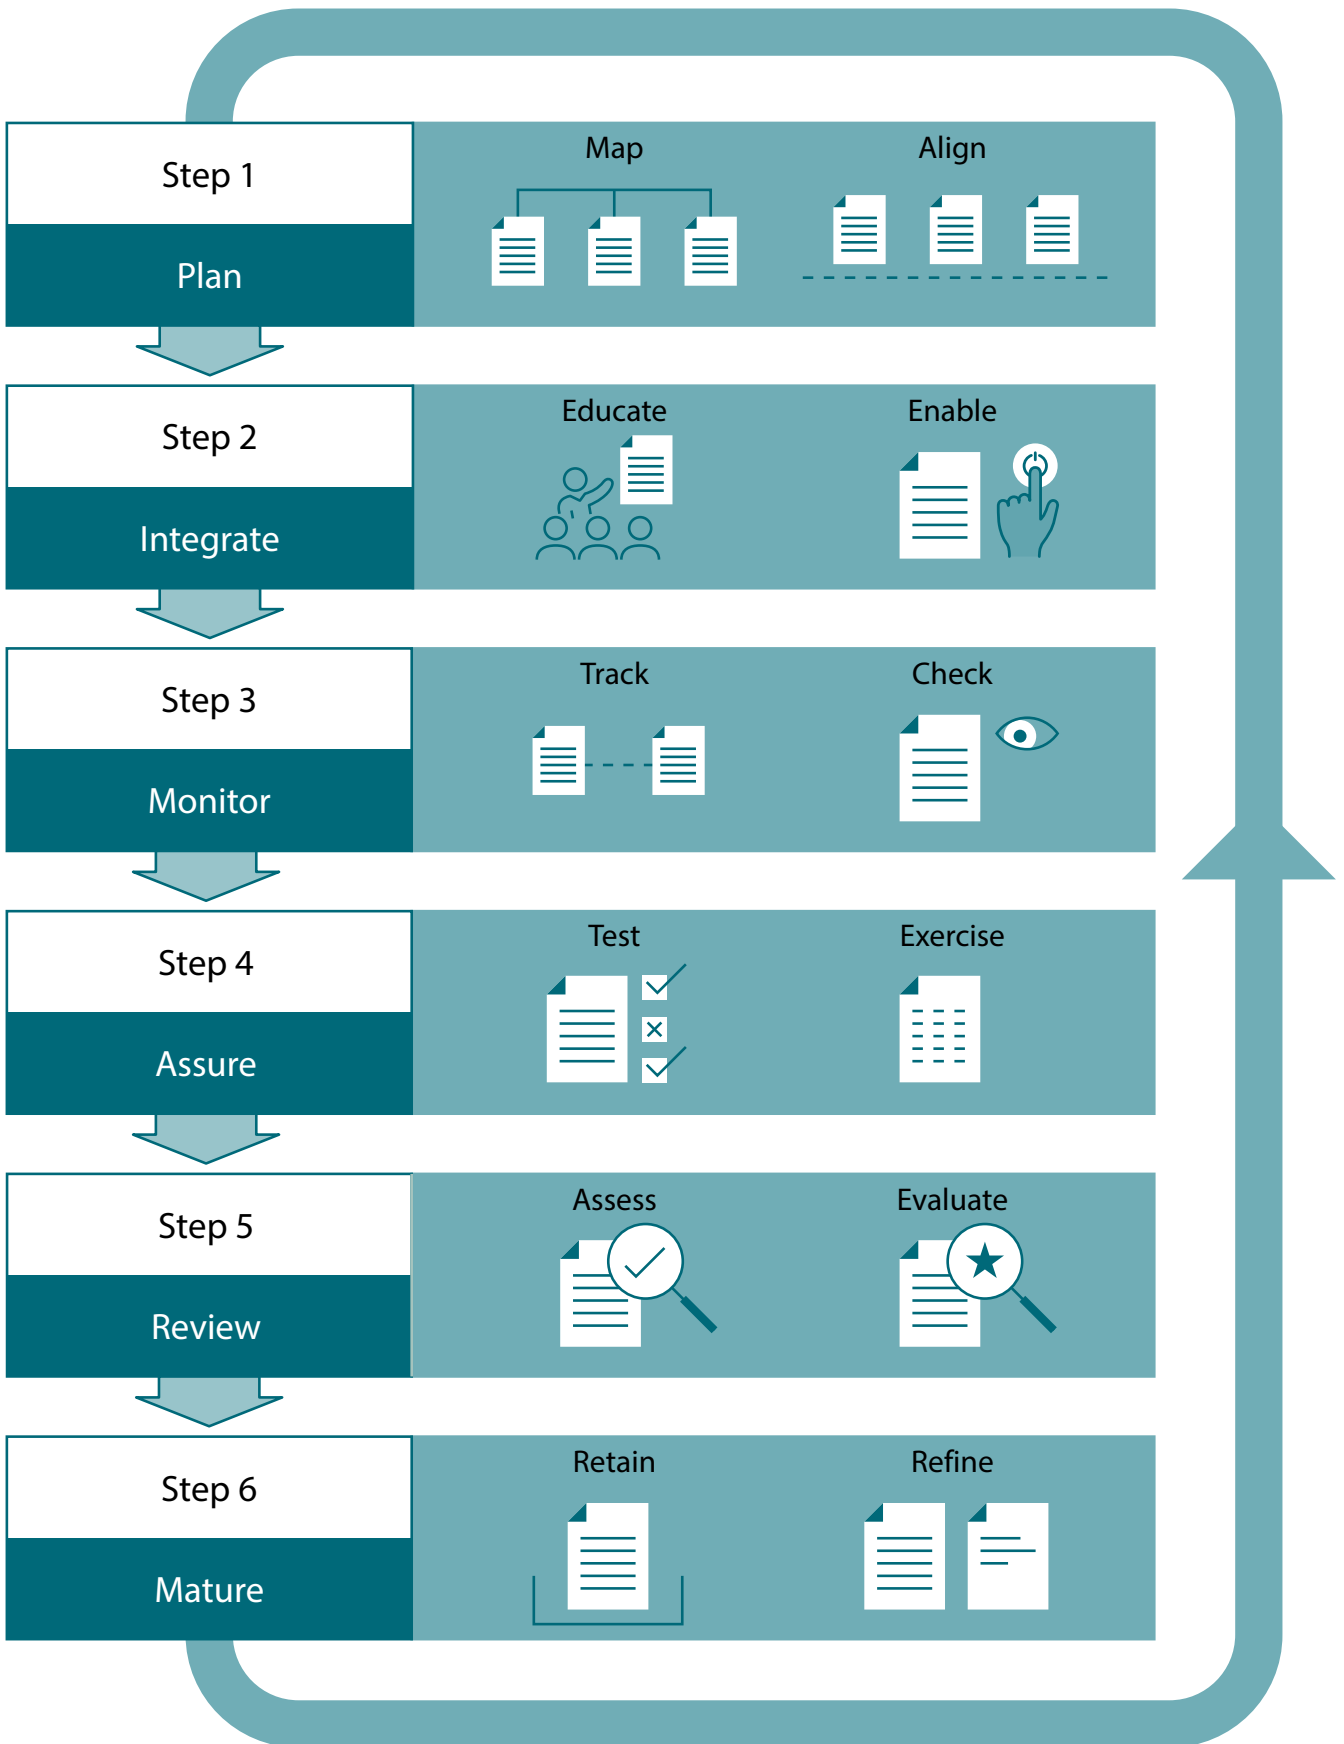 Step 1
Plan
Map
Align
Step 2
Integrate
Educate
Enable
Step 3
Monitor
Track
Check
Step 4
Assure
Test
Exercise
Step 5
Review
Assess
Evaluate
Step 6
Mature
Retain
Refine